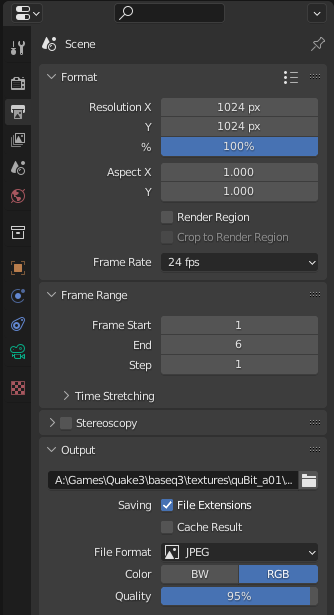 Scene
Format
Resolution X 1024 px
Y 1024 px
% 100%
Aspect X 1.000
Y 1.000
Render Region
Crop to Render Region
Frame Rate 24 fps
Frame Range
Frame Start 1
End 6
Step 1
Time Stretching
Stereoscopy
Output
A:\Games\Quake3\baseq3\textures\quBit_a01\...
Saving File Extensions
Cache Result
File Format JPEG
Color BW RGB
Quality 95%